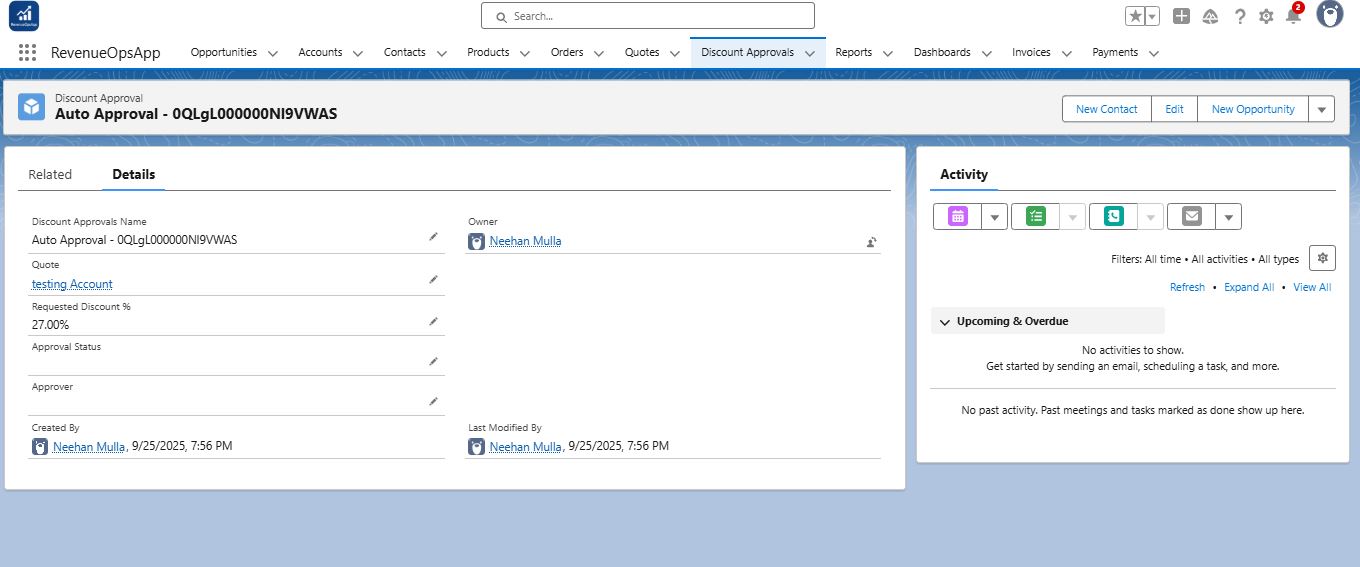 RevenueOpsApp
Search...
2
RevenueOpsApp
Opportunities
Accounts
Contacts
Products
Orders
Quotes
Discount Approvals
Reports
Dashboards
Invoices
Payments
Discount Approval
Auto Approval - 0QLgL000000NI9VWAS
New Contact
Edit
New Opportunity
Related
Details
Discount Approvals Name
Auto Approval - 0QLgL000000NI9VWAS
Owner
Neehan Mulla
Quote
testing Account
Requested Discount %
27.00%
Approval Status
Approver
Created By
Neehan Mulla, 9/25/2025, 7:56 PM
Last Modified By
Neehan Mulla, 9/25/2025, 7:56 PM
Activity
Filters: All time • All activities • All types
Refresh • Expand All • View All
Upcoming & Overdue
No activities to show.
Get started by sending an email, scheduling a task, and more.
No past activity. Past meetings and tasks marked as done show up here.